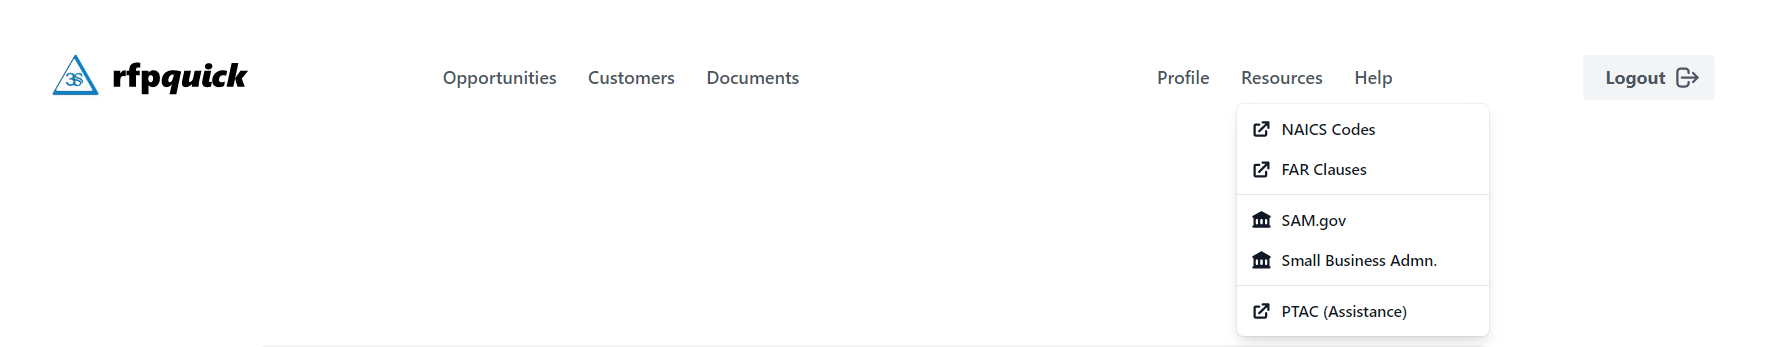 3S rfpquick Opportunities Customers Documents Profile Resources Help Logout
NAICS Codes
FAR Clauses
SAM.gov
Small Business Admn.
PTAC (Assistance)